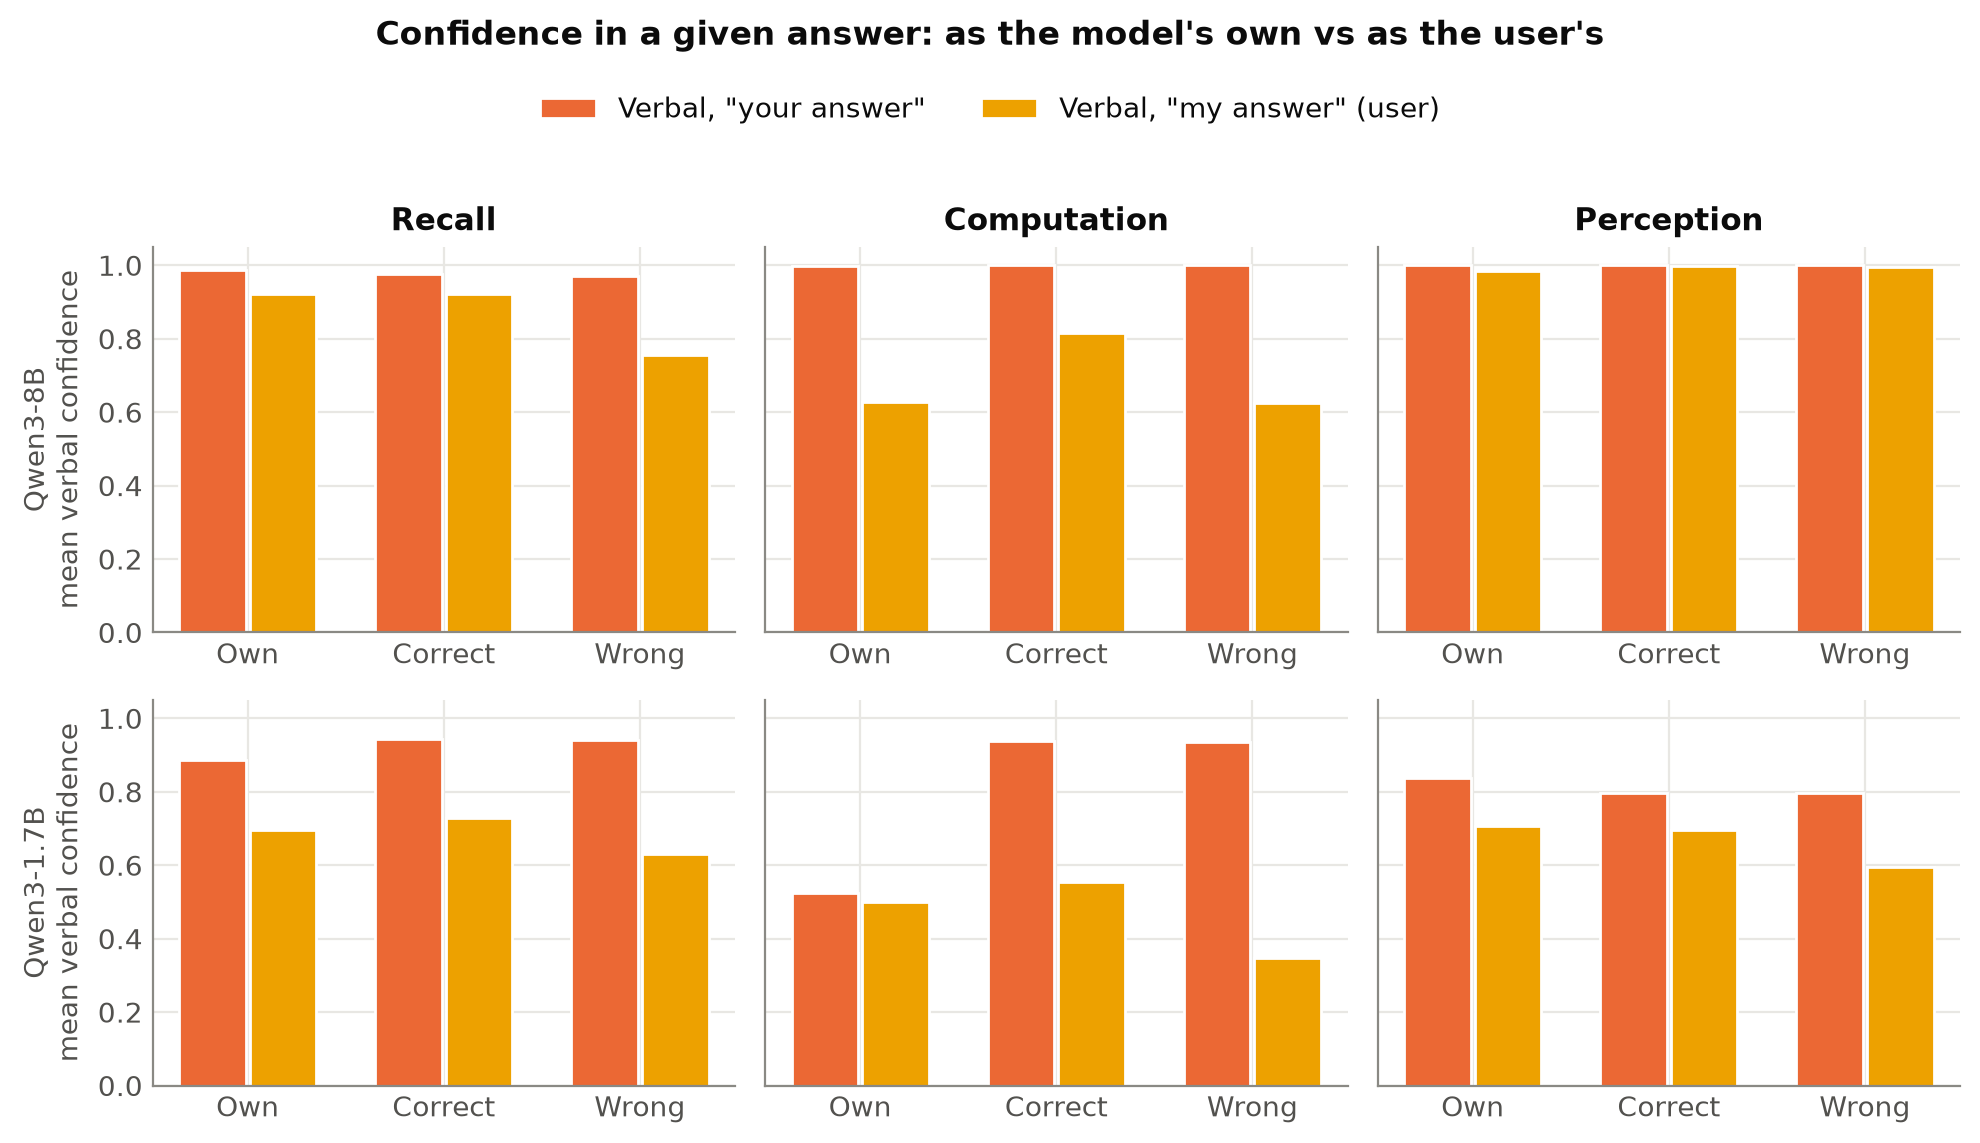 Confidence in a given answer: as the model's own vs as the user's
Verbal, "your answer"
Verbal, "my answer" (user)
Recall
Computation
Perception
Qwen3-8B
mean verbal confidence
1.0
0.8
0.6
0.4
0.2
0.0
Own
Correct
Wrong
Own
Correct
Wrong
Own
Correct
Wrong
Qwen3-1.7B
mean verbal confidence
1.0
0.8
0.6
0.4
0.2
0.0
Own
Correct
Wrong
Own
Correct
Wrong
Own
Correct
Wrong